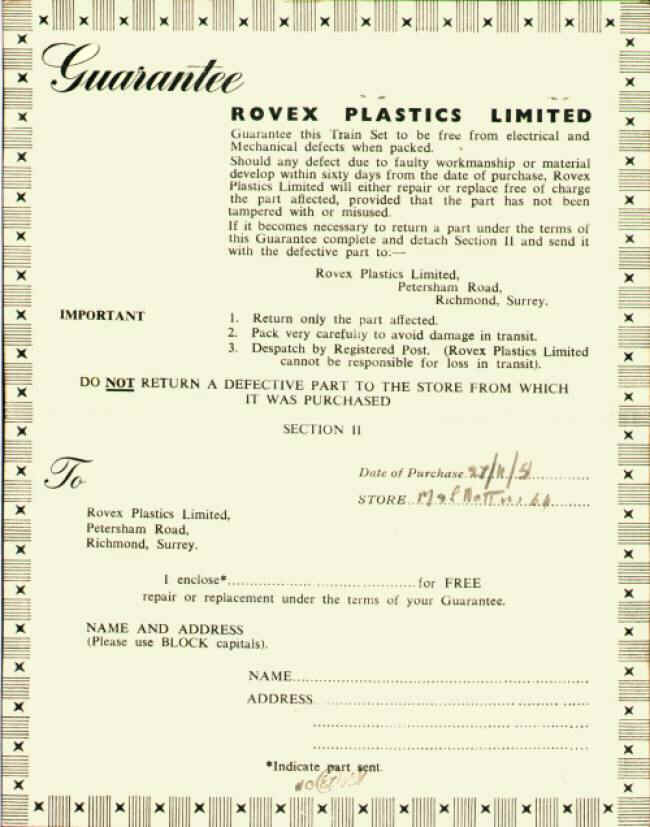 Guarantee
ROVEX PLASTICS LIMITED
Guarantee this Train Set to be free from electrical and
Mechanical defects when packed.
Should any defect due to faulty workmanship or material
develop within sixty days from the date of purchase, Rovex
Plastics Limited will either repair or replace free of charge
the part affected, provided that the part has not been
tampered with or misused.
If it becomes necessary to return a part under the terms of
this Guarantee complete and detach Section II and send it
with the defective part to:—
Rovex Plastics Limited,
Petersham Road,
Richmond, Surrey.
IMPORTANT 1. Return only the part affected.
2. Pack very carefully to avoid damage in transit.
3. Despatch by Registered Post. (Rovex Plastics Limited
cannot be responsible for loss in transit).
DO NOT RETURN A DEFECTIVE PART TO THE STORE FROM WHICH
IT WAS PURCHASED
SECTION II
To
Date of Purchase
STORE
Rovex Plastics Limited,
Petersham Road,
Richmond, Surrey.
I enclose*.......................................for FREE
repair or replacement under the terms of your Guarantee.
NAME AND ADDRESS
(Please use BLOCK capitals).
NAME
ADDRESS
*Indicate part sent.